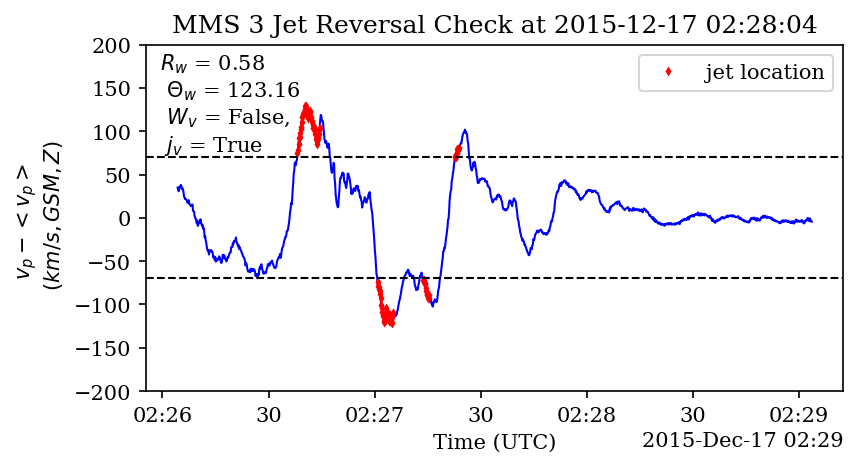 MMS 3 Jet Reversal Check at 2015-12-17 02:28:04
R_w = 0.58
Θ_w = 123.16
W_v = False,
j_v = True
jet location
v_p − < v_p >
(km/s, GSM, Z)
200
150
100
50
0
−50
−100
−150
−200
02:26 30 02:27 30 02:28 30 02:29
Time (UTC) 2015-Dec-17 02:29